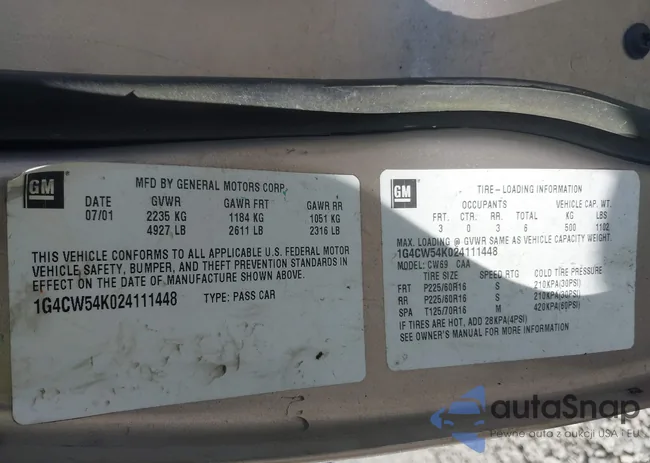 GM
MFD BY GENERAL MOTORS CORP.
DATE GVWR GAWR FRT GAWR RR
07/01 2235 KG 1184 KG 1051 KG
4927 LB 2611 LB 2316 LB
THIS VEHICLE CONFORMS TO ALL APPLICABLE U.S. FEDERAL MOTOR
VEHICLE SAFETY, BUMPER, AND THEFT PREVENTION STANDARDS IN
EFFECT ON THE DATE OF MANUFACTURE SHOWN ABOVE.
1G4CW54K024111448 TYPE: PASS CAR
GM
TIRE-LOADING INFORMATION
OCCUPANTS VEHICLE CAP. WT.
FRT. CTR. RR. TOTAL KG LBS
3 0 3 6 500 1102
MAX. LOADING @ GVWR SAME AS VEHICLE CAPACITY WEIGHT.
1G4CW54K024111448
MODEL: CW69 CAA
TIRE SIZE SPEED RTG COLD TIRE PRESSURE
FRT P225/60R16 S 210KPA(30PSI)
RR P225/60R16 S 210KPA(30PSI)
SPA T125/70R16 M 420KPA(60PSI)
IF TIRES ARE HOT, ADD 28KPA(4PSI)
SEE OWNER'S MANUAL FOR MORE INFORMATION
autaSnap
Pewne auta z aukcji USA i EU